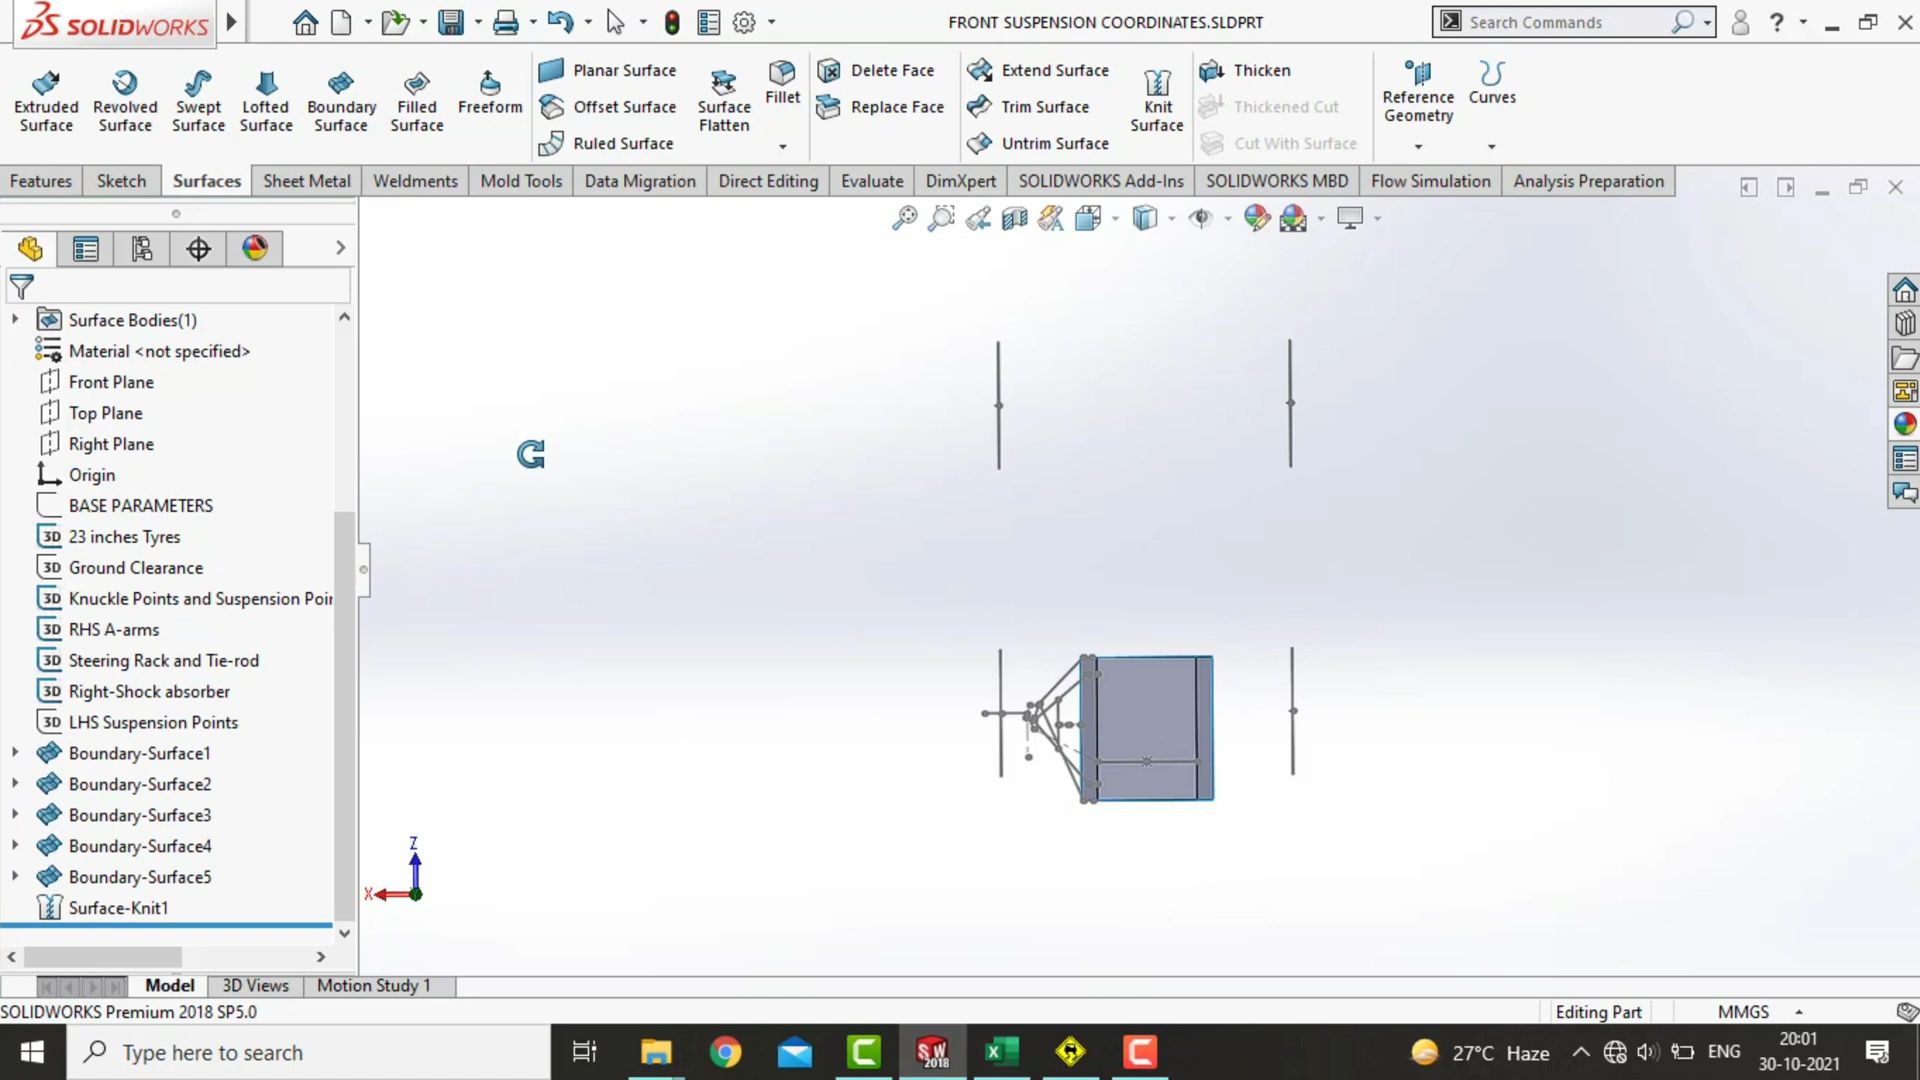 SOLIDWORKS
FRONT SUSPENSION COORDINATES.SLDPRT
Search Commands
?
Extruded Surface
Revolved Surface
Swept Surface
Lofted Surface
Boundary Surface
Filled Surface
Freeform
Planar Surface
Offset Surface
Ruled Surface
Surface Flatten
Fillet
Delete Face
Replace Face
Extend Surface
Trim Surface
Untrim Surface
Knit Surface
Thicken
Thickened Cut
Cut With Surface
Reference Geometry
Curves
Features
Sketch
Surfaces
Sheet Metal
Weldments
Mold Tools
Data Migration
Direct Editing
Evaluate
DimXpert
SOLIDWORKS Add-Ins
SOLIDWORKS MBD
Flow Simulation
Analysis Preparation
Surface Bodies(1)
Material <not specified>
Front Plane
Top Plane
Right Plane
Origin
BASE PARAMETERS
3D 23 inches Tyres
3D Ground Clearance
3D Knuckle Points and Suspension Poir
3D RHS A-arms
3D Steering Rack and Tie-rod
3D Right-Shock absorber
3D LHS Suspension Points
Boundary-Surface1
Boundary-Surface2
Boundary-Surface3
Boundary-Surface4
Boundary-Surface5
Surface-Knit1
Z
X
Model
3D Views
Motion Study 1
SOLIDWORKS Premium 2018 SP5.0
Editing Part
MMGS
Type here to search
SW 2018
27°C Haze
ENG
20:01
30-10-2021